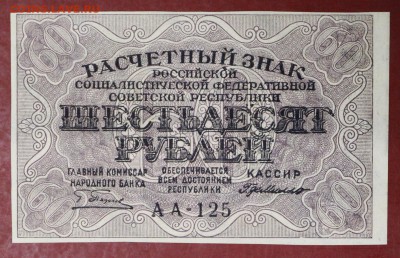 РАСЧЕТНЫЙ ЗНАК
РОССИЙСКОЙ
СОЦИАЛИСТИЧЕСКОЙ ФЕДЕРАТИВНОЙ
СОВЕТСКОЙ РЕСПУБЛИКИ
ШЕСТЬДЕСЯТ
РУБЛЕЙ
ГЛАВНЫЙ КОМИССАР
НАРОДНОГО БАНКА
ОБЕСПЕЧИВАЕТСЯ
ВСЕМ ДОСТОЯНИЕМ
РЕСПУБЛИКИ
КАССИР
АА-125
60
60
60
60